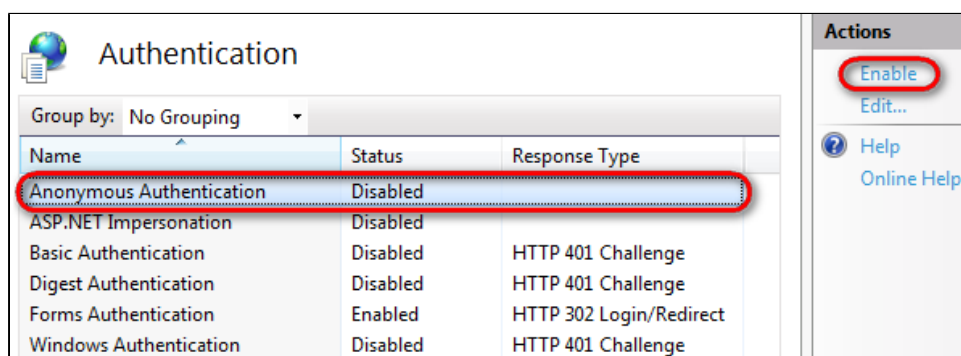 Authentication
Group by: No Grouping
Name Status Response Type
Anonymous Authentication Disabled
ASP.NET Impersonation Disabled
Basic Authentication Disabled HTTP 401 Challenge
Digest Authentication Disabled HTTP 401 Challenge
Forms Authentication Enabled HTTP 302 Login/Redirect
Windows Authentication Disabled HTTP 401 Challenge
Actions
Enable
Edit...
Help
Online Help